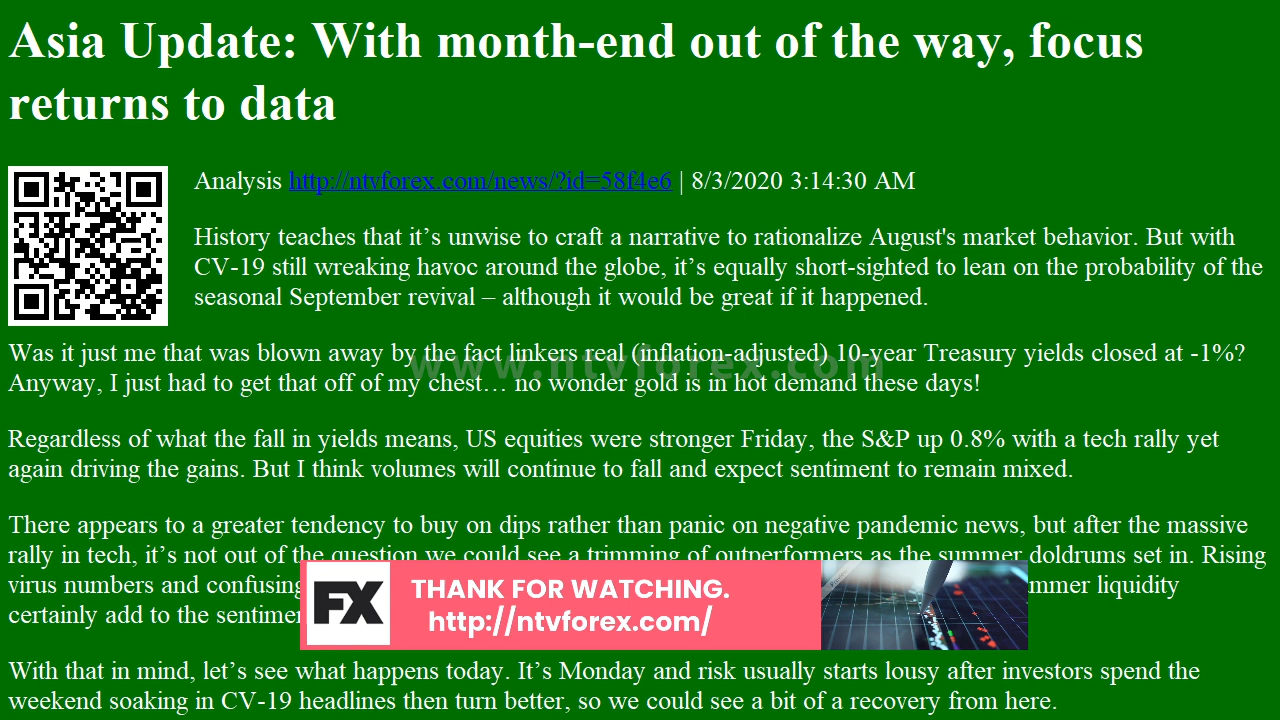 Asia Update: With month-end out of the way, focus
returns to data
Analysis http://ntvforex.com/news/?id=58f4e6 | 8/3/2020 3:14:30 AM
History teaches that it’s unwise to craft a narrative to rationalize August's market behavior. But with
CV-19 still wreaking havoc around the globe, it’s equally short-sighted to lean on the probability of the
seasonal September revival – although it would be great if it happened.
Was it just me that was blown away by the fact linkers real (inflation-adjusted) 10-year Treasury yields closed at -1%?
www.ntvforex.com
Anyway, I just had to get that off of my chest… no wonder gold is in hot demand these days!
Regardless of what the fall in yields means, US equities were stronger Friday, the S&P up 0.8% with a tech rally yet
again driving the gains. But I think volumes will continue to fall and expect sentiment to remain mixed.
There appears to a greater tendency to buy on dips rather than panic on negative pandemic news, but after the massive
rally in tech, it’s not out of the question we could see a trimming of outperformers as the summer doldrums set in. Rising
virus numbers and confusing liquidity
certainly add to the
FX
THANK FOR WATCHING.
http://ntvforex.com/
With that in mind, let’s see what happens today. It’s Monday and risk usually starts lousy after investors spend the
weekend soaking in CV-19 headlines then turn better, so we could see a bit of a recovery from here.